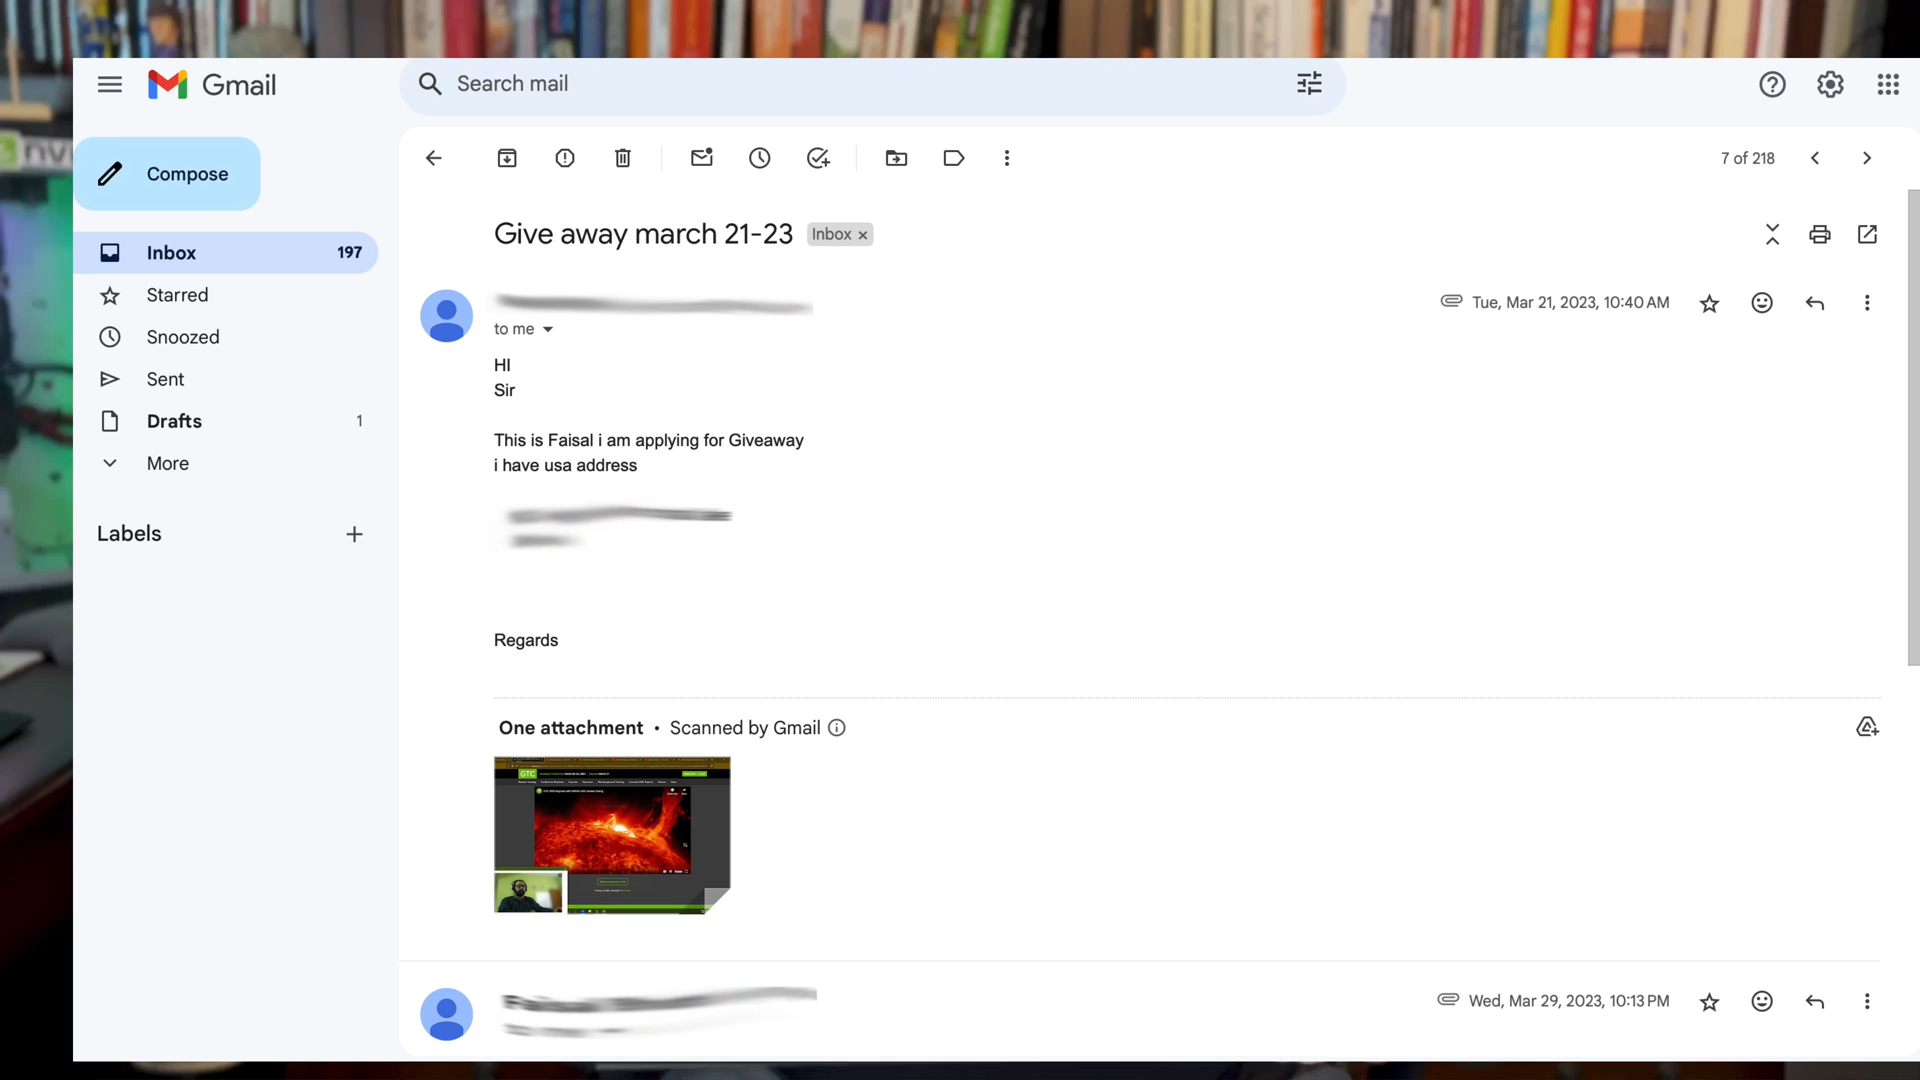 Gmail
Search mail
Compose
7 of 218
Inbox 197
Starred
Snoozed
Sent
Drafts 1
More
Labels
Give away march 21-23 Inbox x
Tue, Mar 21, 2023, 10:40 AM
to me
HI
Sir
This is Faisal i am applying for Giveaway
i have usa address
Regards
One attachment • Scanned by Gmail
GTC
Wed, Mar 29, 2023, 10:13 PM